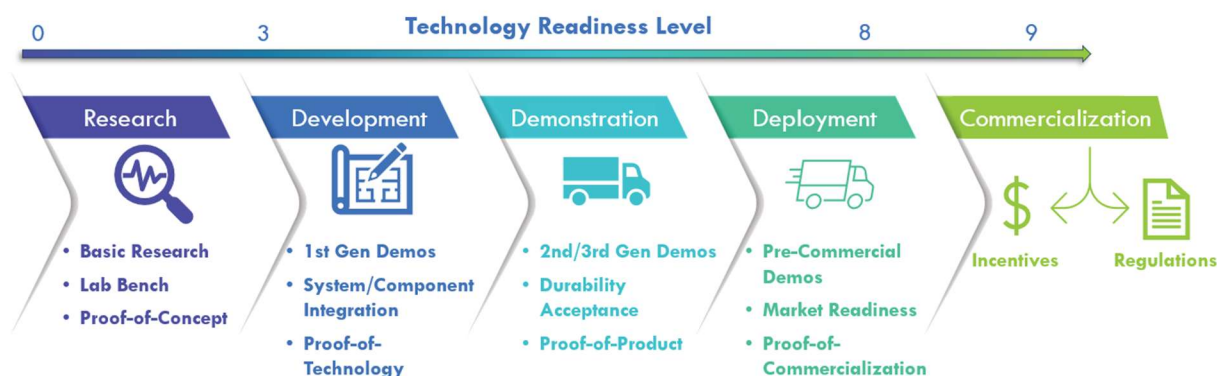 Technology Readiness Level
0
3
8
9
Research
Development
Demonstration
Deployment
Commercialization
• Basic Research
• Lab Bench
• Proof-of-Concept
• 1st Gen Demos
• System/Component
Integration
• Proof-of-
Technology
• 2nd/3rd Gen Demos
• Durability
Acceptance
• Proof-of-Product
• Pre-Commercial
Demos
• Market Readiness
• Proof-of-
Commercialization
$
Incentives
Regulations